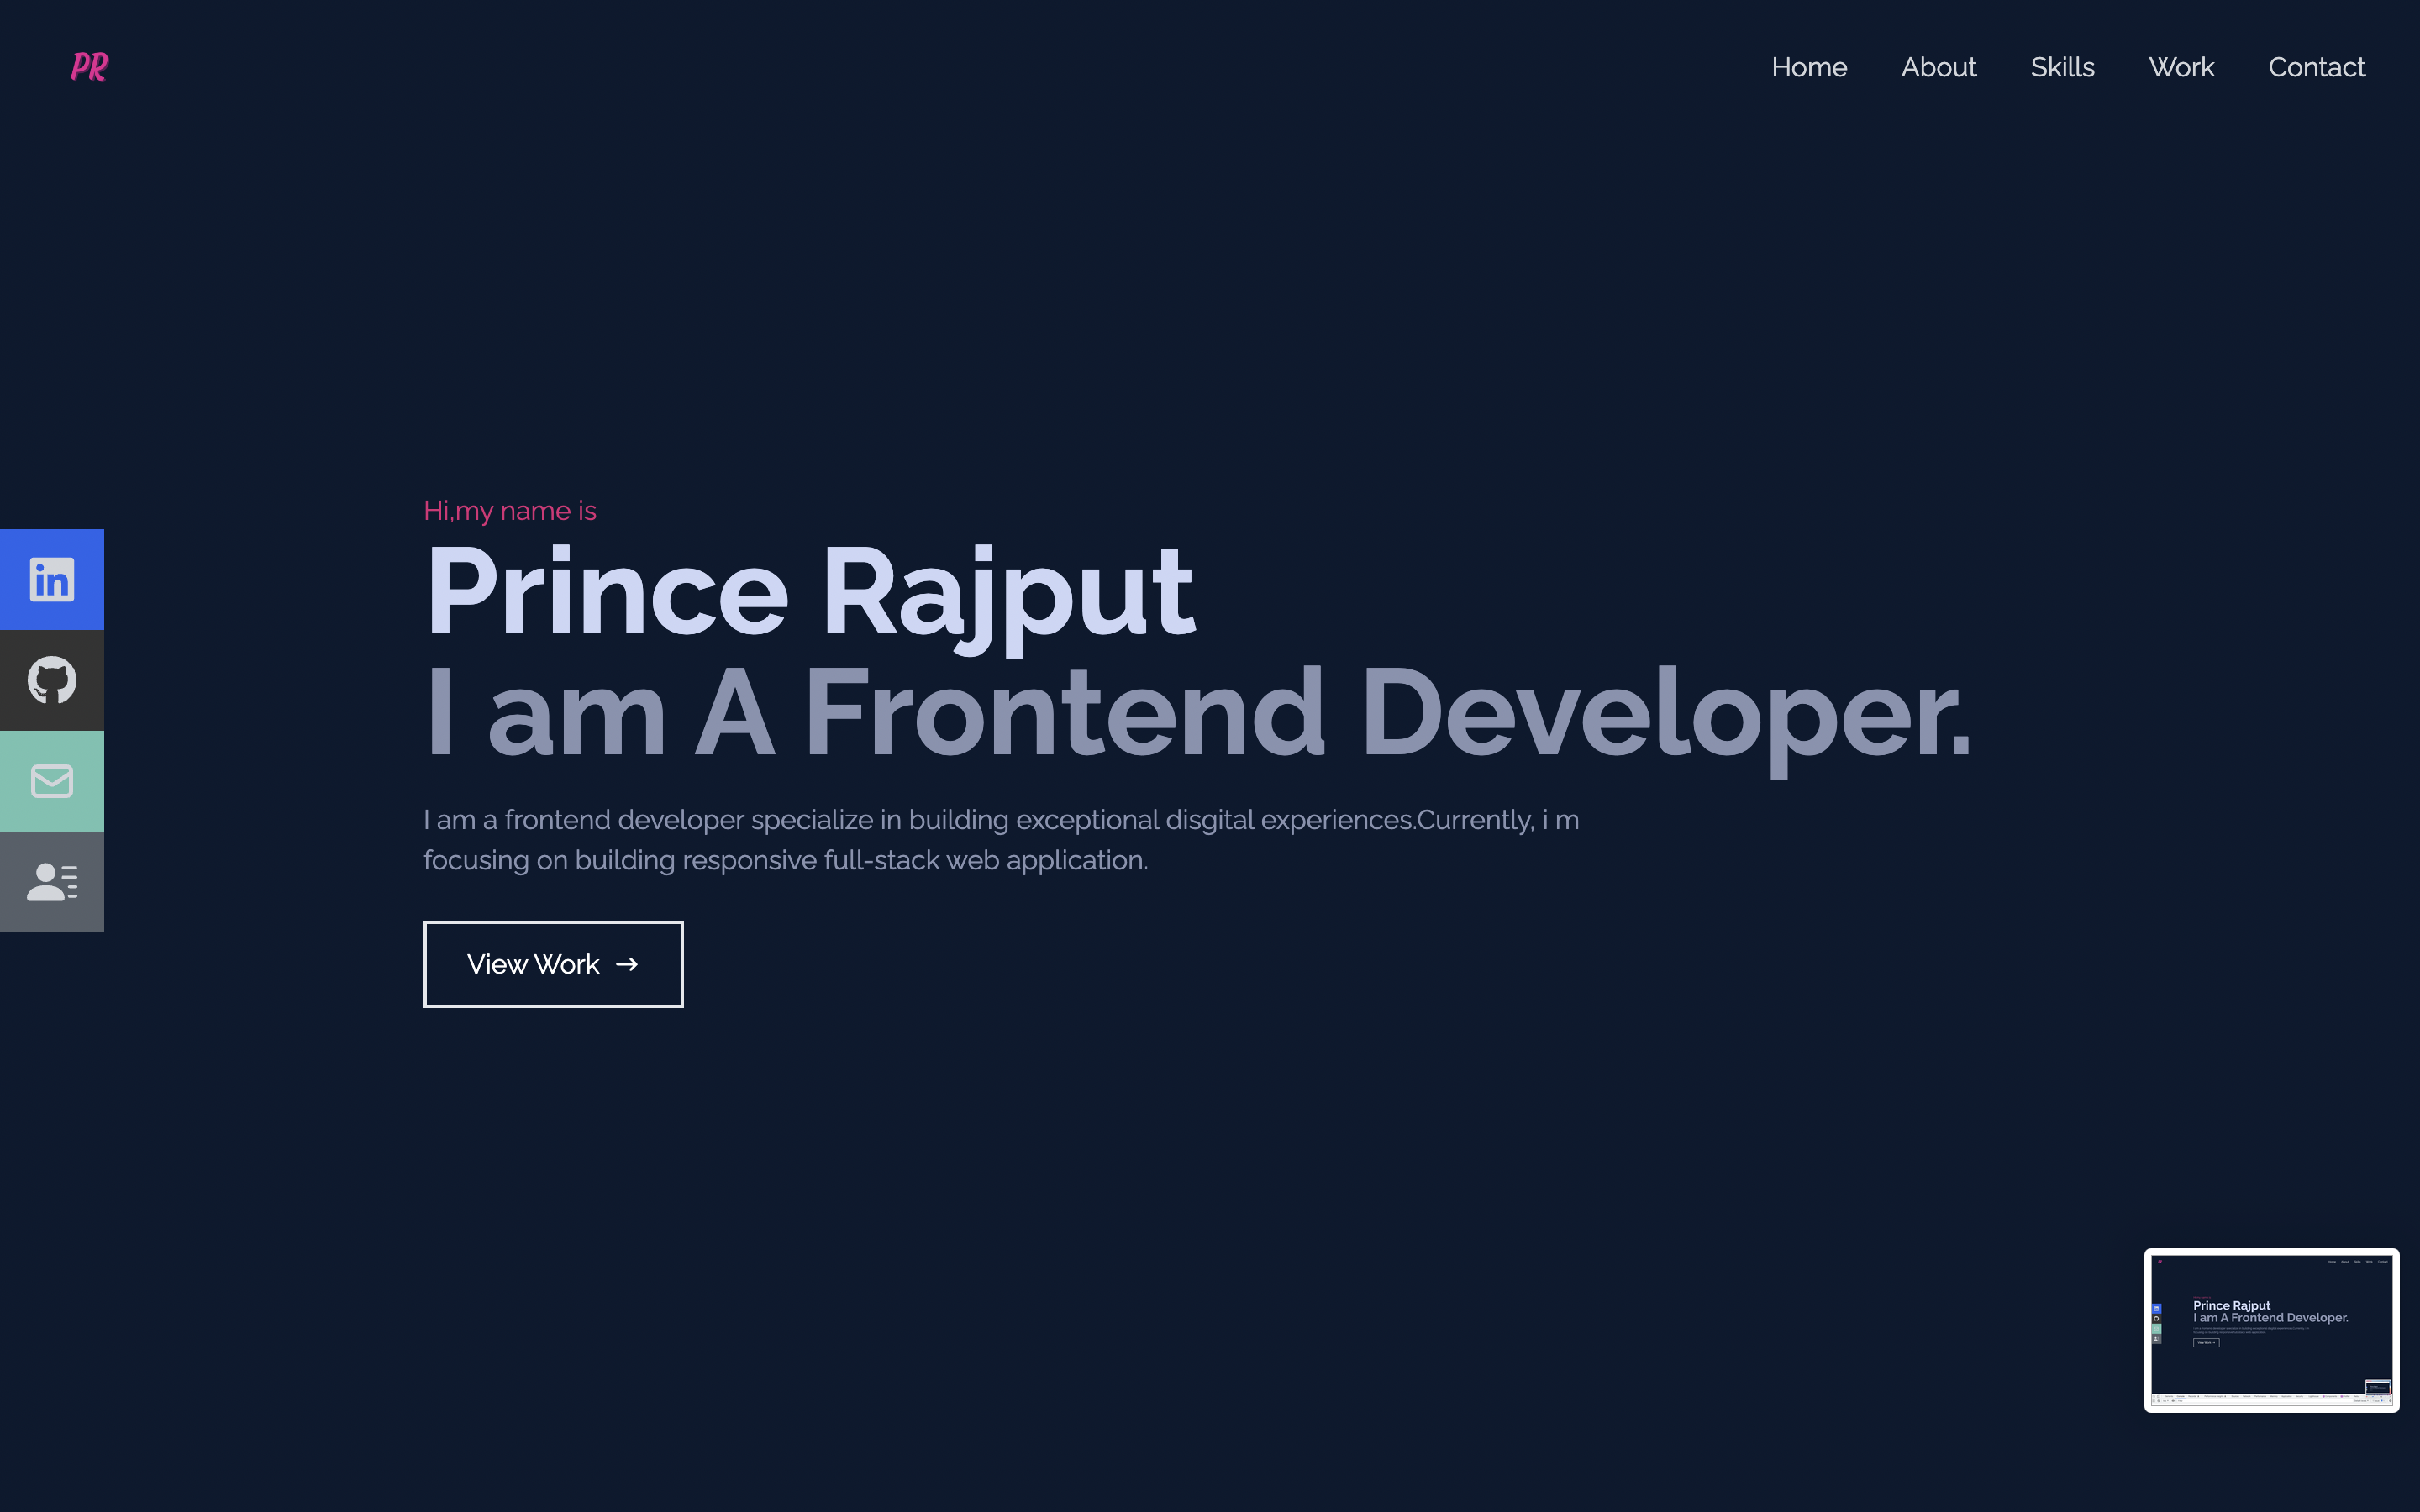 PR
Home About Skills Work Contact
Hi,my name is
Prince Rajput
I am A Frontend Developer.
in
I am a frontend developer specialize in building exceptional disgital experiences.Currently, i m
focusing on building responsive full-stack web application.
View Work →
Prince Rajput
I am A Frontend Developer.